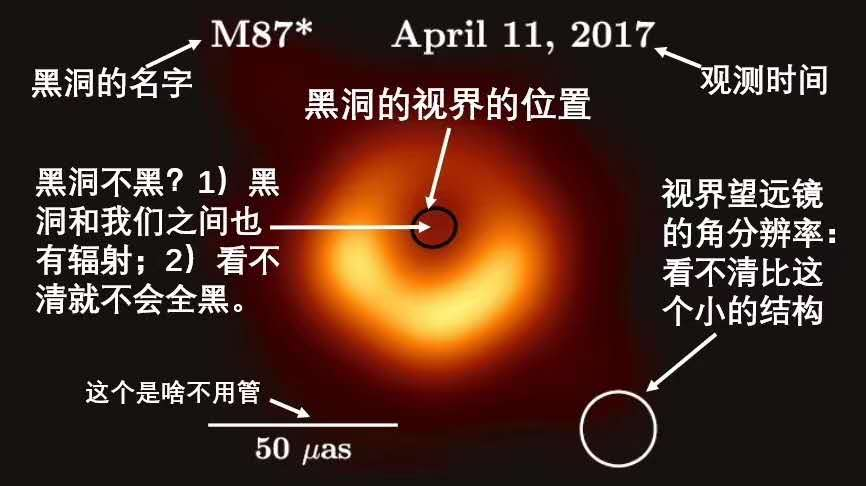 M87* April 11, 2017
黑洞的名字
观测时间
黑洞的视界的位置
黑洞不黑？1）黑
洞和我们之间也
有辐射；2）看不
清就不会全黑。
视界望远镜
的角分辨率：
看不清比这
个小的结构
这个是啥不用管
50 μas